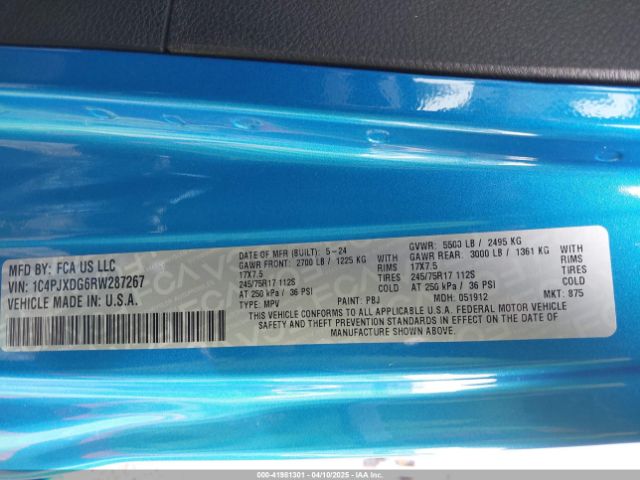 MFD BY: FCA US LLC
VIN: 1C4PJXDG6RW287267
VEHICLE MADE IN U.S.A.
DATE OF MFR (BUILT): 5-24
GAWR FRONT: 2700 LB / 1225 KG WITH
17X7.5 RIMS
245/75R17 112S TIRES
AT 250 kPa / 36 PSI COLD
TYPE: MPV PAINT: PBJ
GVWR: 5500 LB / 2495 KG
GAWR REAR: 3000 LB / 1361 KG WITH
17X7.5 RIMS
245/75R17 112S TIRES
AT 250 kPa / 36 PSI COLD
MDH: 051912 MKT: 875
THIS VEHICLE CONFORMS TO ALL APPLICABLE U.S.A. FEDERAL MOTOR VEHICLE
SAFETY AND THEFT PREVENTION STANDARDS IN EFFECT ON THE DATE OF
MANUFACTURE SHOWN ABOVE.
000-41981301 - 04/10/2025 - IAAI.COM